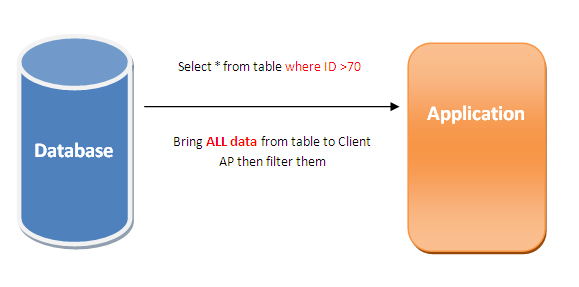 Select * from table where ID >70
Database
Application
Bring ALL data from table to Client
AP then filter them